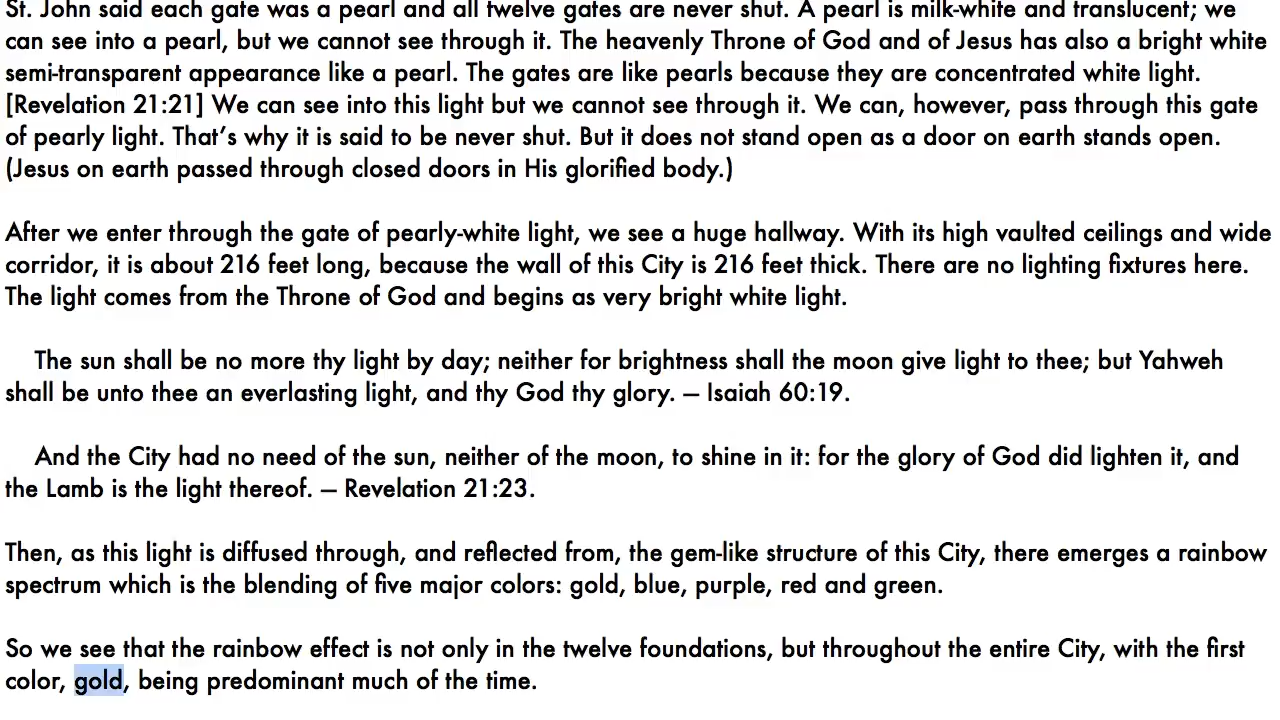 St. John said each gate was a pearl and all twelve gates are never shut. A pearl is milk-white and translucent; we
can see into a pearl, but we cannot see through it. The heavenly Throne of God and of Jesus has also a bright white
semi-transparent appearance like a pearl. The gates are like pearls because they are concentrated white light.
[Revelation 21:21] We can see into this light but we cannot see through it. We can, however, pass through this gate
of pearly light. That’s why it is said to be never shut. But it does not stand open as a door on earth stands open.
(Jesus on earth passed through closed doors in His glorified body.)
After we enter through the gate of pearly-white light, we see a huge hallway. With its high vaulted ceilings and wide
corridor, it is about 216 feet long, because the wall of this City is 216 feet thick. There are no lighting fixtures here.
The light comes from the Throne of God and begins as very bright white light.
The sun shall be no more thy light by day; neither for brightness shall the moon give light to thee; but Yahweh
shall be unto thee an everlasting light, and thy God thy glory. — Isaiah 60:19.
And the City had no need of the sun, neither of the moon, to shine in it: for the glory of God did lighten it, and
the Lamb is the light thereof. — Revelation 21:23.
Then, as this light is diffused through, and reflected from, the gem-like structure of this City, there emerges a rainbow
spectrum which is the blending of five major colors: gold, blue, purple, red and green.
So we see that the rainbow effect is not only in the twelve foundations, but throughout the entire City, with the first
color, gold, being predominant much of the time.